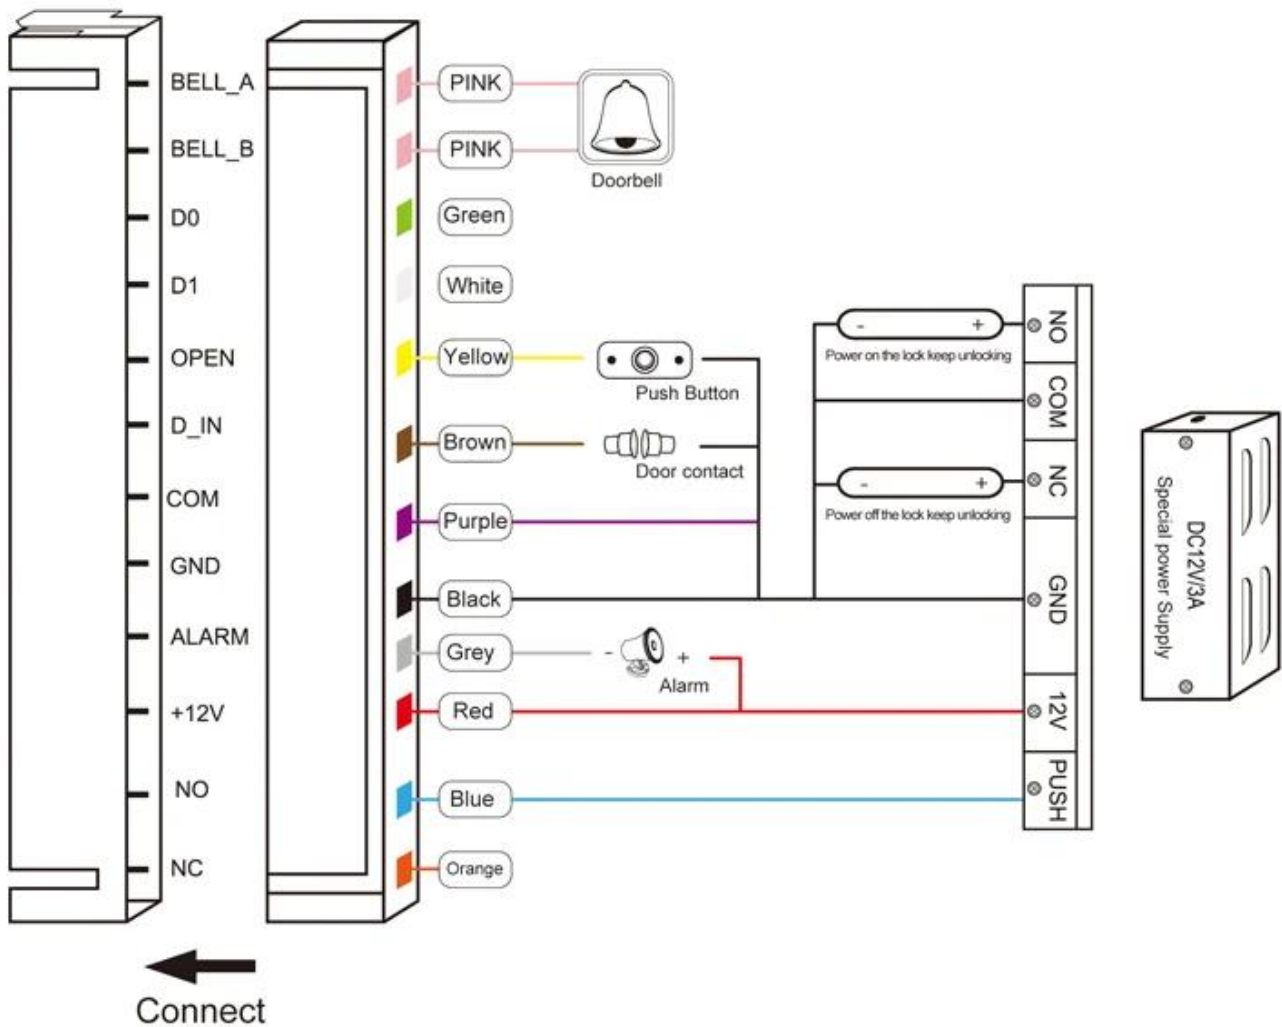 BELL_A
BELL_B
D0
D1
OPEN
D_IN
COM
GND
ALARM
+12V
NO
NC
Connect
PINK
PINK
Green
White
Yellow
Brown
Purple
Black
Grey
Red
Blue
Orange
Doorbell
Push Button
Door contact
- +
Alarm
- +
Power on the lock keep unlocking
- +
Power off the lock keep unlocking
NO
COM
NC
GND
12V
PUSH
DC12V/3A
Special power Supply